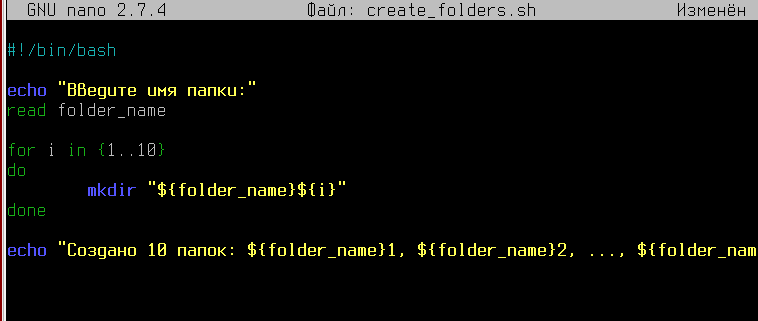 GNU nano 2.7.4 Файл: create_folders.sh Изменён
#!/bin/bash
echo "Введите имя папки:"
read folder_name
for i in {1..10}
do
mkdir "${folder_name}${i}"
done
echo "Создано 10 папок: ${folder_name}1, ${folder_name}2, ..., ${folder_nam